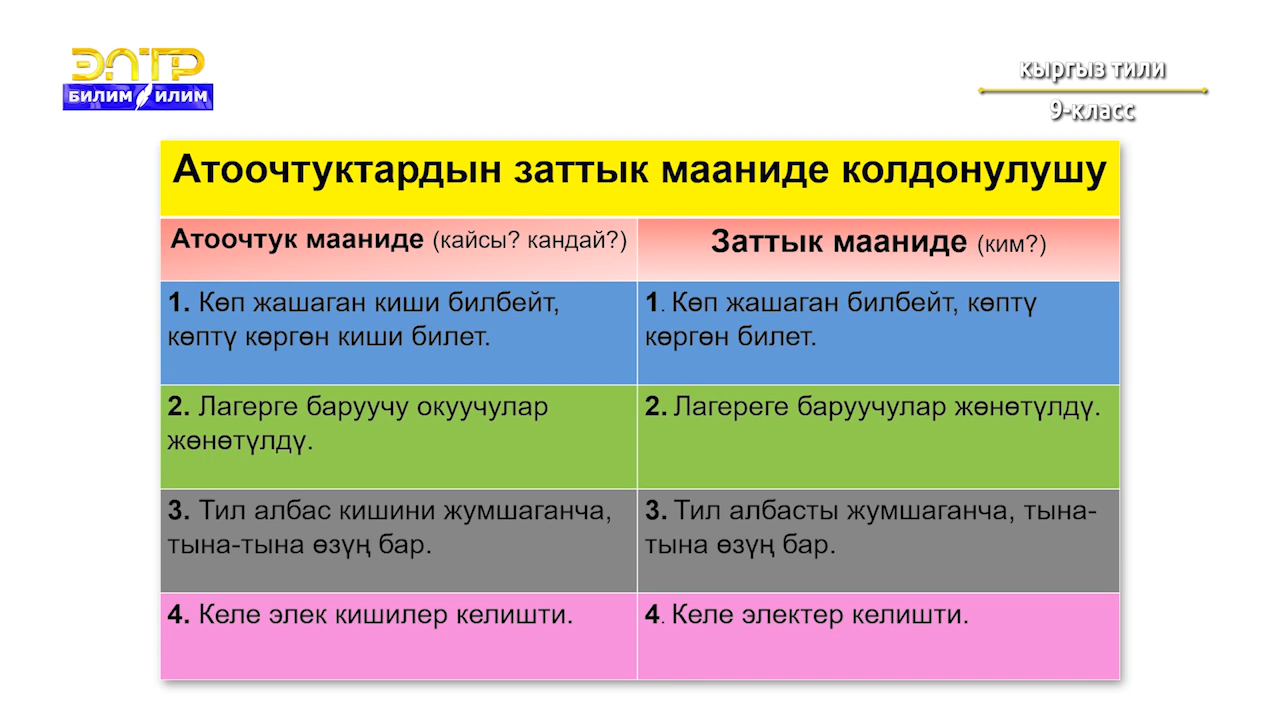 ЭЛТР
БИЛИМ ИЛИМ
кыргыз тили
9-класс
Атоочтуктардын заттык мааниде колдонулушу
Атоочтук мааниде (кайсы? кандай?)
Заттык мааниде (ким?)
1. Көп жашаган киши билбейт,
көптү көргөн киши билет.
1. Көп жашаган билбейт, көптү
көргөн билет.
2. Лагерге баруучу окуучулар
жөнөтүлдү.
2. Лагереге баруучулар жөнөтүлдү.
3. Тил албас кишини жумшаганча,
тына-тына өзүң бар.
3. Тил албасты жумшаганча, тына-
тына өзүң бар.
4. Келе элек кишилер келишти.
4. Келе электер келишти.